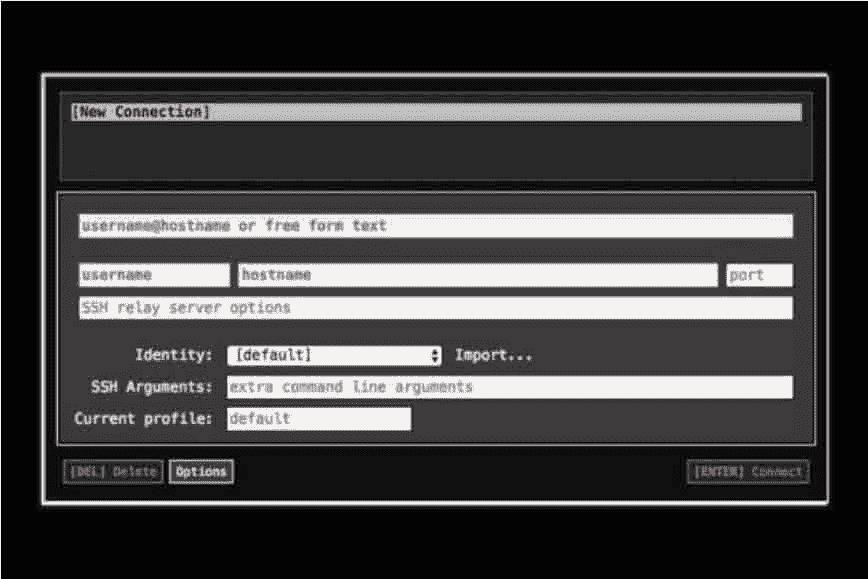 [New Connection]
username@hostname or free form text
username hostname port
SSH relay server options
Identity: [default] Import...
SSH Arguments: extra command line arguments
Current profile: default
[DEL] Delete Options [ENTER] Connect